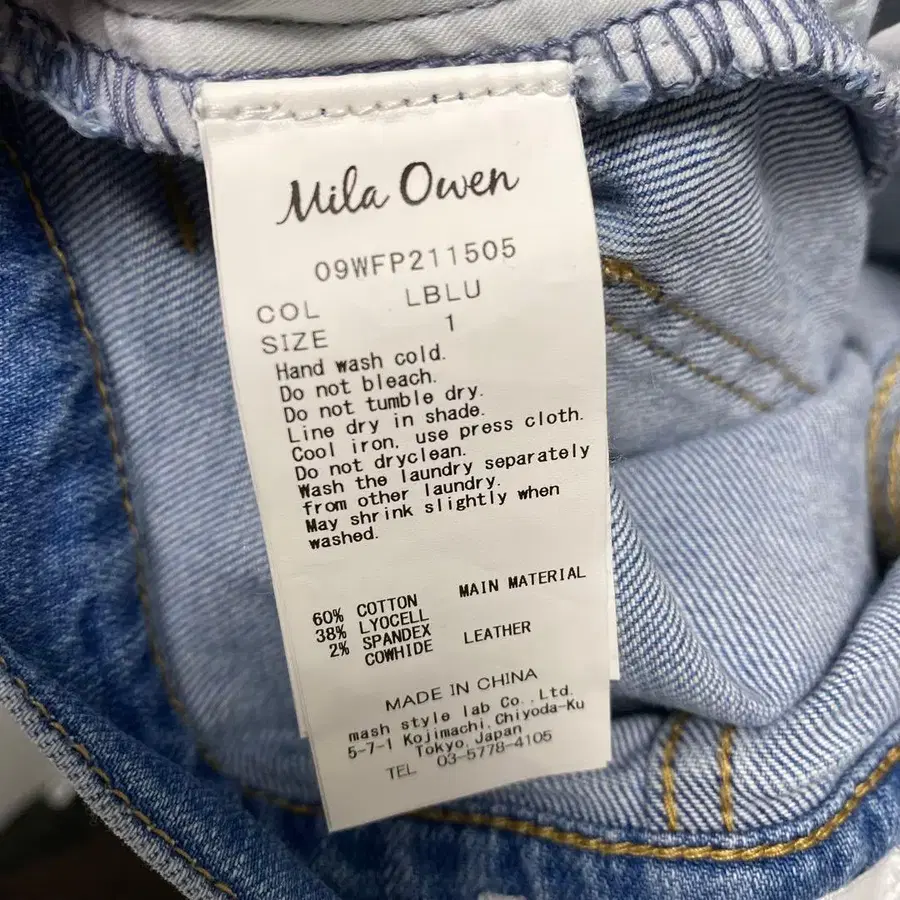 Mila Owen
09WFP211505
COL LBLU
SIZE 1
Hand wash cold.
Do not bleach.
Do not tumble dry.
Line dry in shade.
Cool iron, use press cloth.
Do not dryclean.
Wash the laundry separately
from other laundry.
May shrink slightly when
washed.
60% COTTON MAIN MATERIAL
38% LYOCELL
2% SPANDEX
COWHIDE LEATHER
MADE IN CHINA
mash style lab Co., Ltd.
5-7-1 Kojimachi, Chiyoda-Ku
Tokyo, Japan
TEL 03-5778-4105